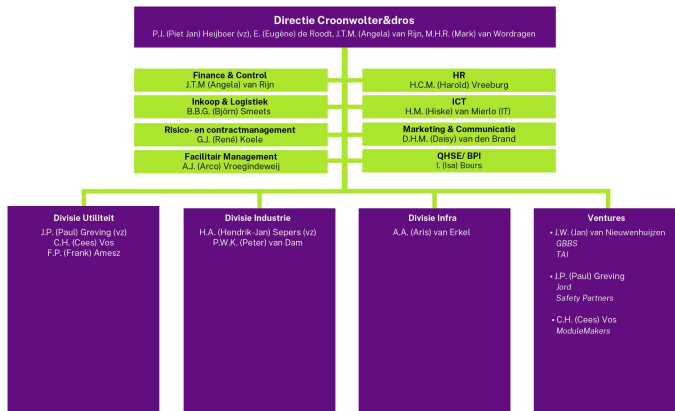 Directie Croonwolter&dros
P.J. (Piet Jan) Heijboer (vz), E. (Eugène) de Roodt, J.T.M. (Angela) van Rijn, M.H.R. (Mark) van Wordragen
Finance & Control
J.T.M (Angela) van Rijn
HR
H.C.M. (Harold) Vreeburg
Inkoop & Logistiek
B.B.G. (Björn) Smeets
ICT
H.M. (Hiske) van Mierlo (IT)
Risico- en contractmanagement
G.J. (René) Koele
Marketing & Communicatie
D.H.M. (Daisy) van den Brand
Facilitair Management
A.J. (Arco) Vroegindeweij
QHSE/ BPI
I. (Isa) Bours
Divisie Utiliteit
J.P. (Paul) Greving (vz)
C.H. (Cees) Vos
F.P. (Frank) Amesz
Divisie Industrie
H.A. (Hendrik-Jan) Sepers (vz)
P.W.K. (Peter) van Dam
Divisie Infra
A.A. (Aris) van Erkel
Ventures
• J.W. (Jan) van Nieuwenhuijzen
GBBS
TAI
• J.P. (Paul) Greving
Jord
Safety Partners
• C.H. (Cees) Vos
ModuleMakers